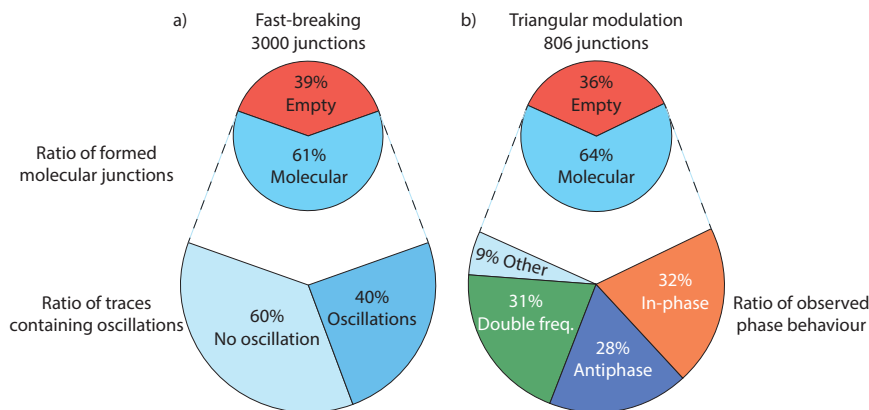 a)
Fast-breaking
3000 junctions
39%
Empty
61%
Molecular
Ratio of formed
molecular junctions
60%
No oscillation
40%
Oscillations
Ratio of traces
containing oscillations
b)
Triangular modulation
806 junctions
36%
Empty
64%
Molecular
9% Other
32%
In-phase
31%
Double freq.
28%
Antiphase
Ratio of observed
phase behaviour